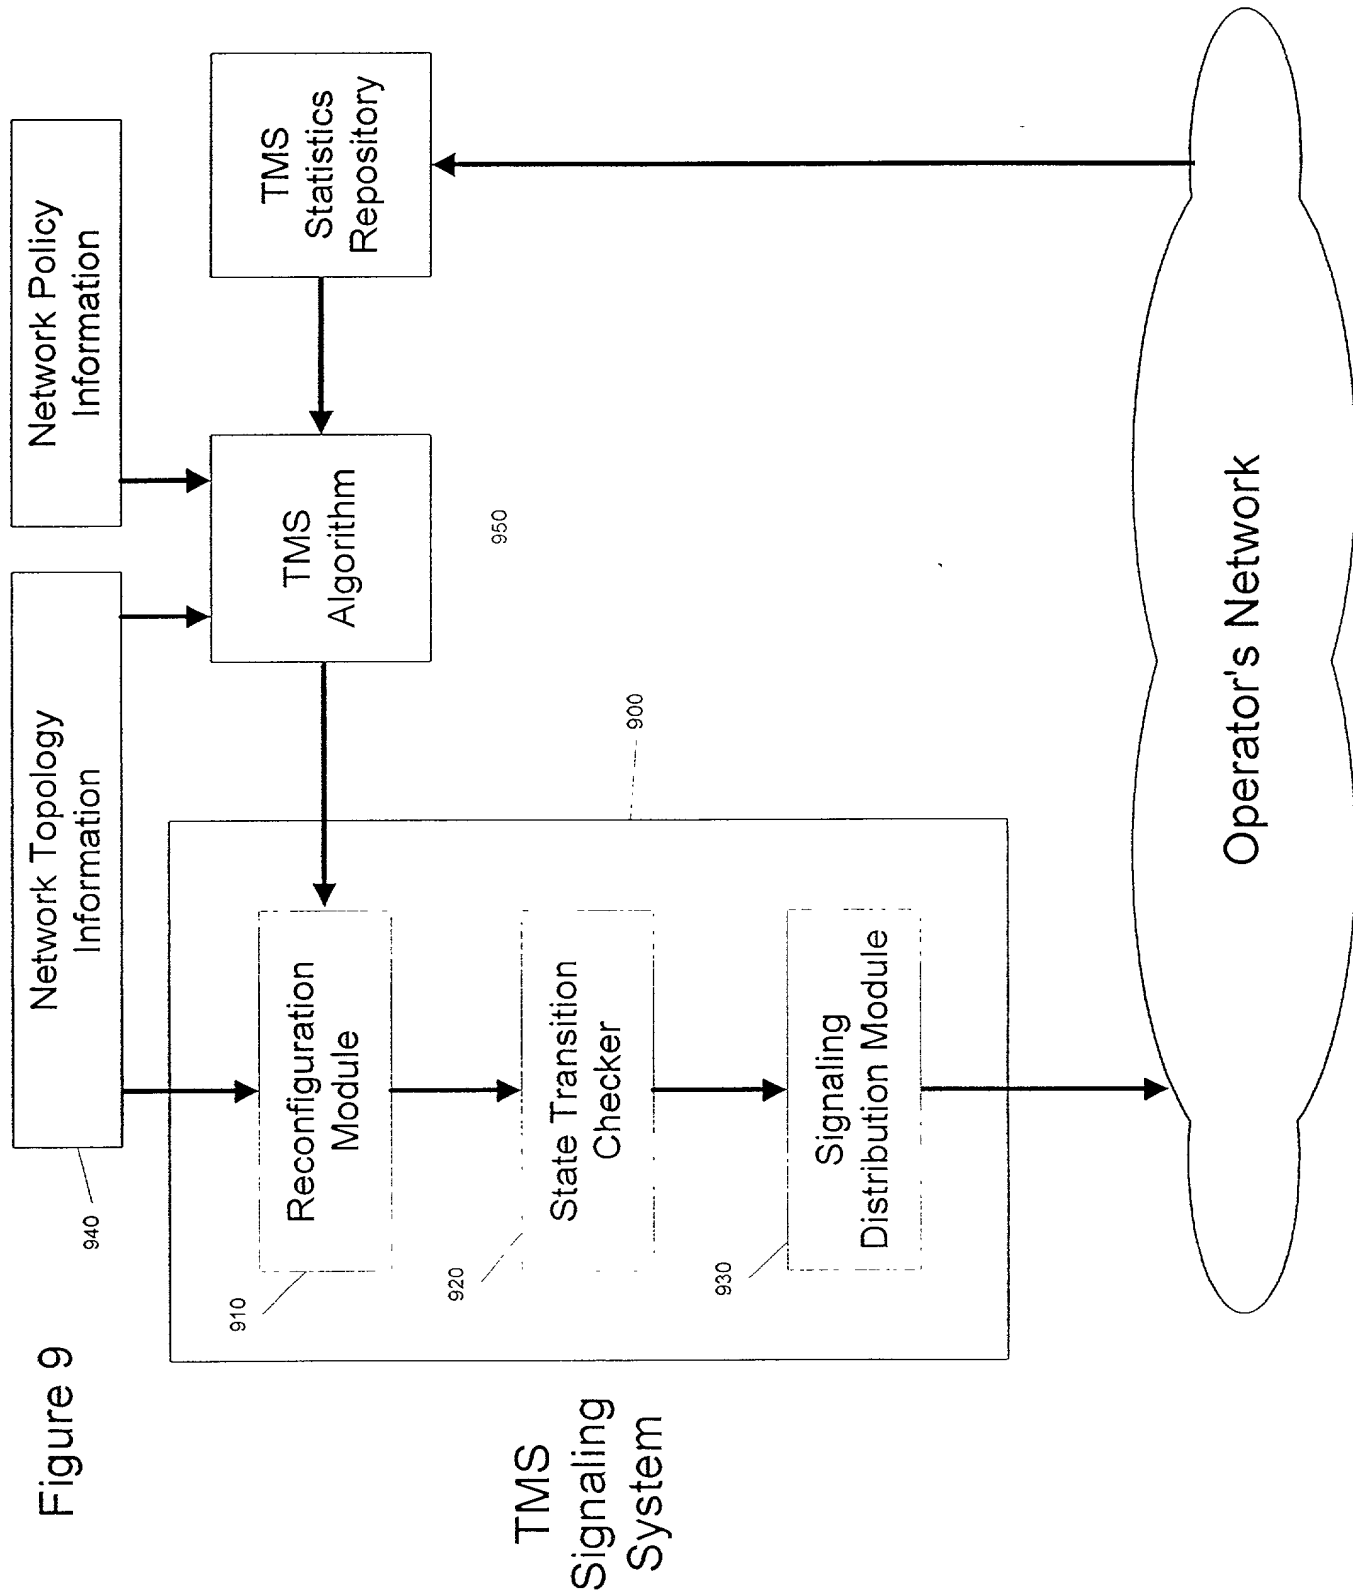 Figure 9
940
Network Topology
Information
Network Policy
Information
910
Reconfiguration
Module
TMS
Algorithm
950
TMS
Statistics
Repository
TMS
Signaling
System
920
State Transition
Checker
900
930
Signaling
Distribution Module
Operator's Network